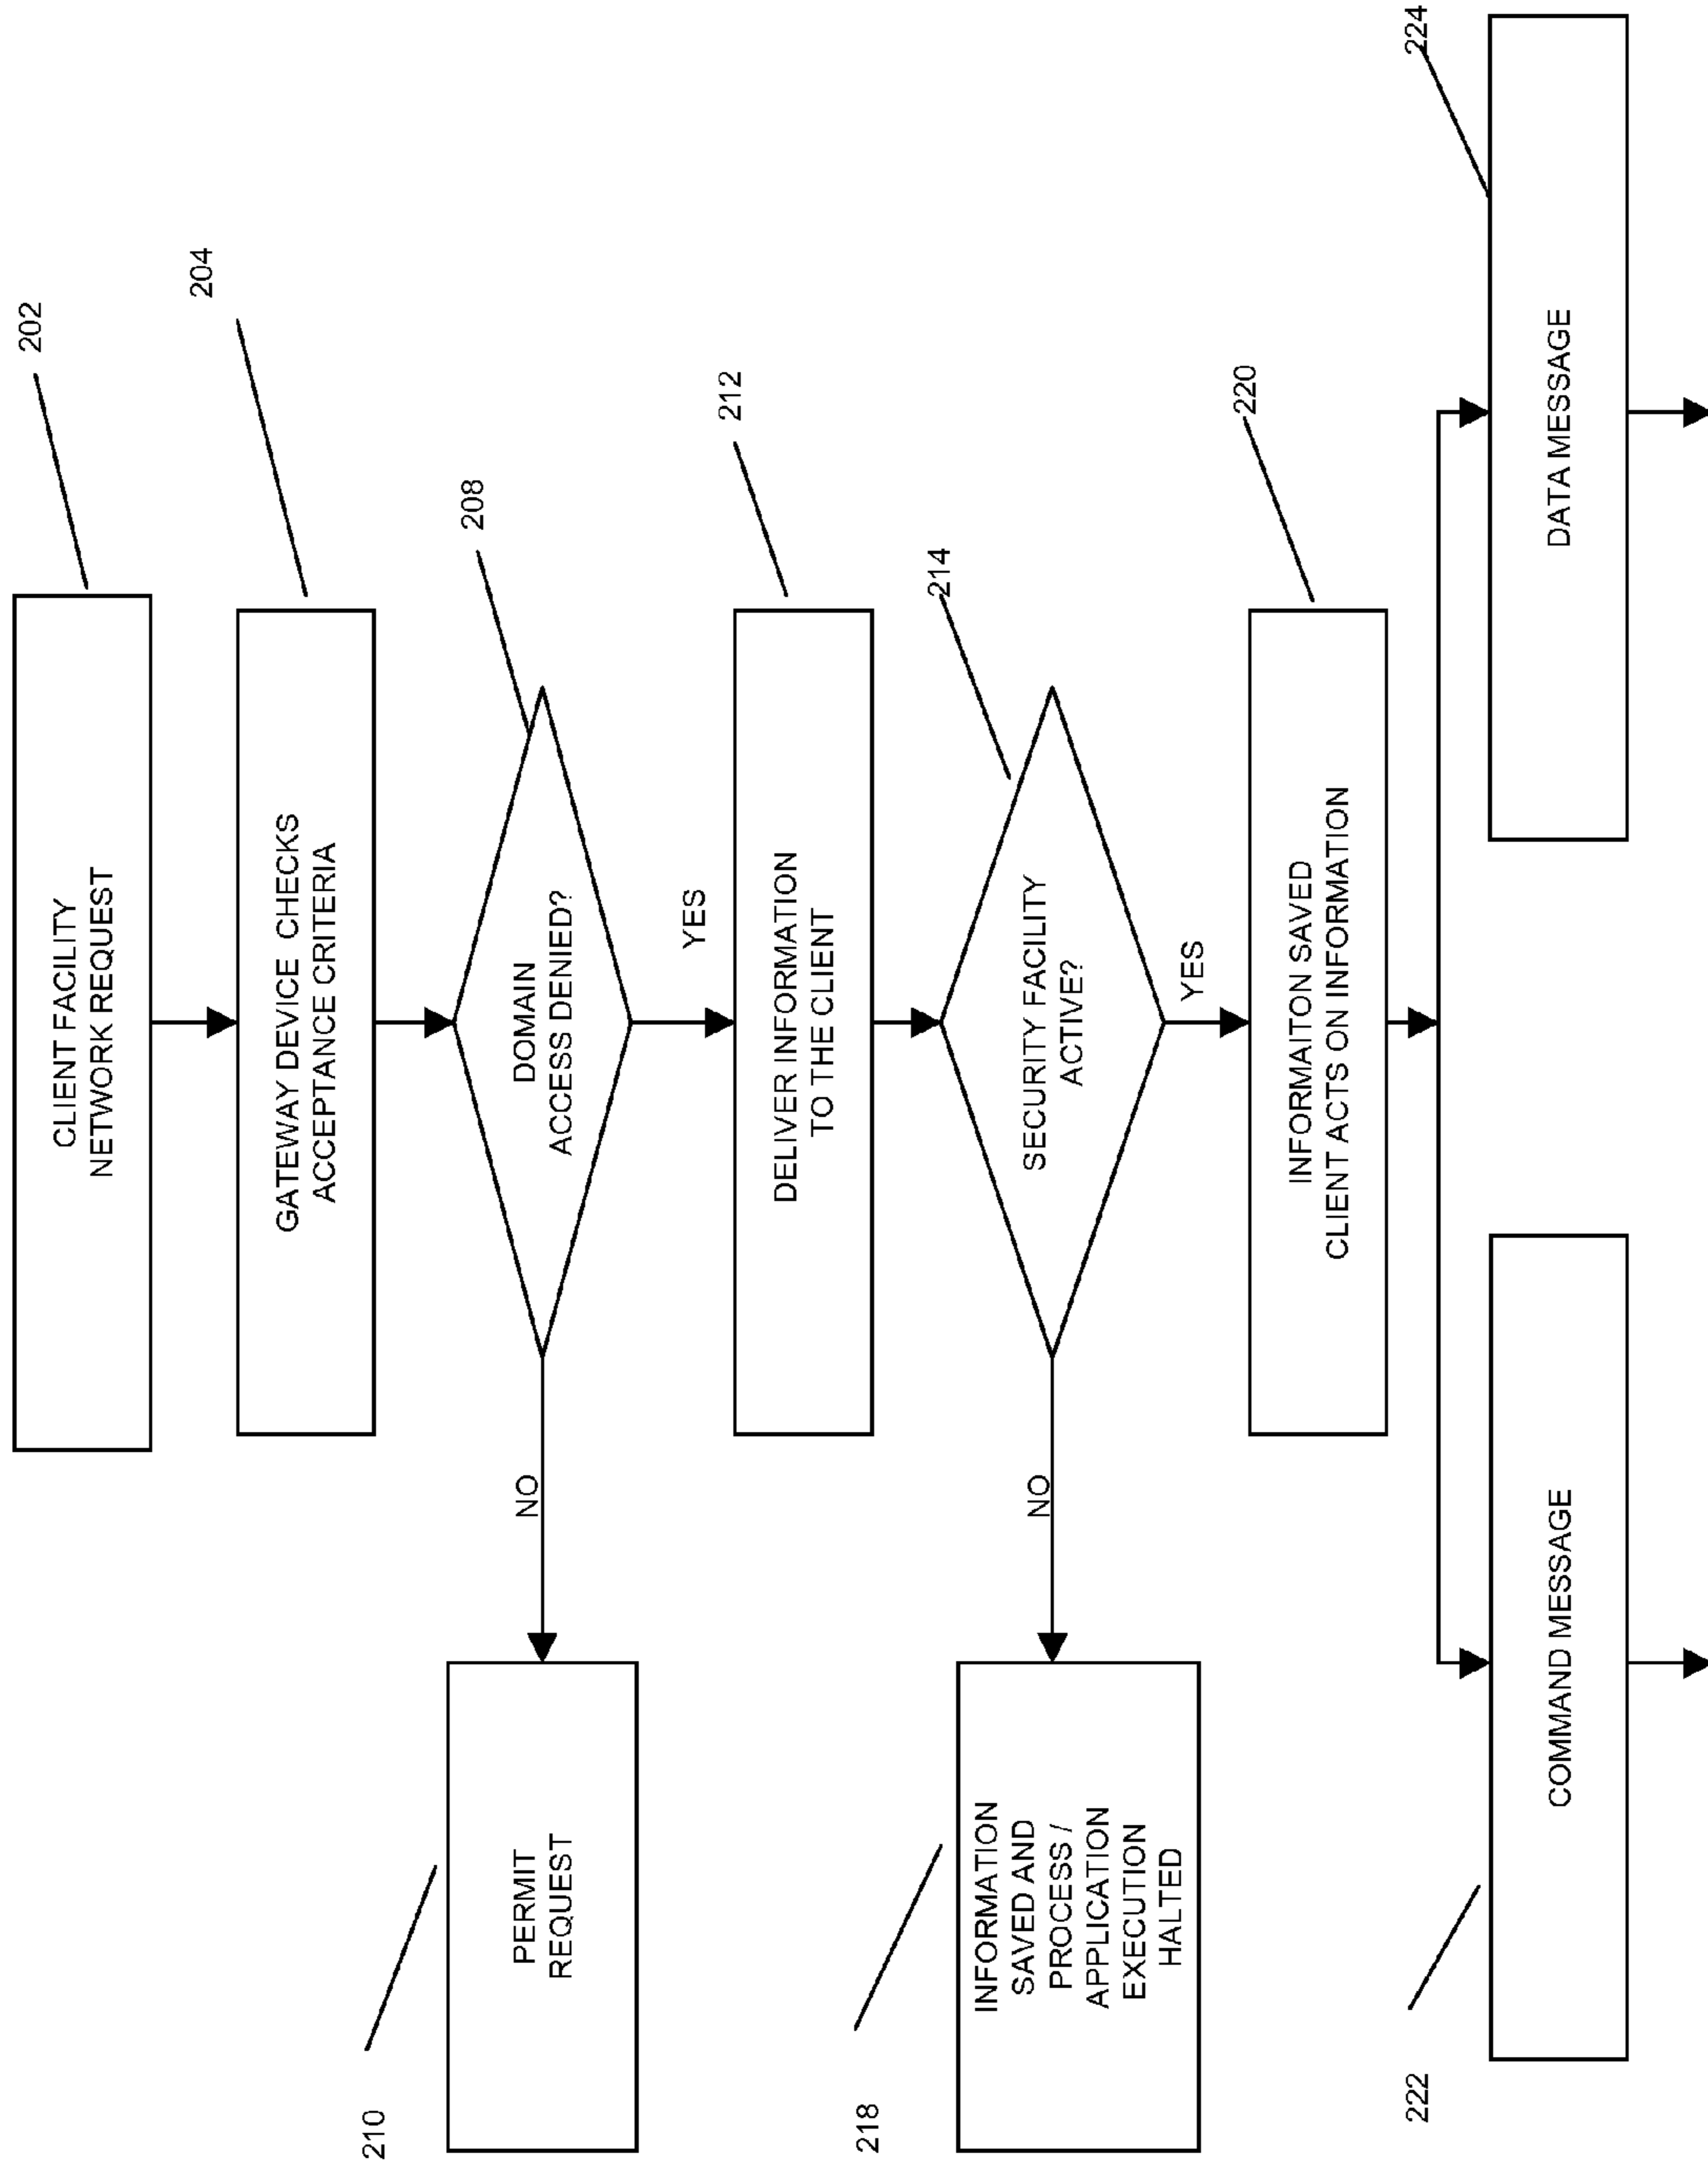 202
CLIENT FACILITY
NETWORK REQUEST
204
GATEWAY DEVICE CHECKS
ACCEPTANCE CRITERIA
208
DOMAIN
ACCESS DENIED?
NO
YES
210
PERMIT
REQUEST
212
DELIVER INFORMATION
TO THE CLIENT
214
SECURITY FACILITY
ACTIVE?
NO
YES
218
INFORMATION
SAVED AND
PROCESS /
APPLICATION
EXECUTION
HALTED
220
INFORMAITON SAVED
CLIENT ACTS ON INFORMATION
222
COMMAND MESSAGE
224
DATA MESSAGE